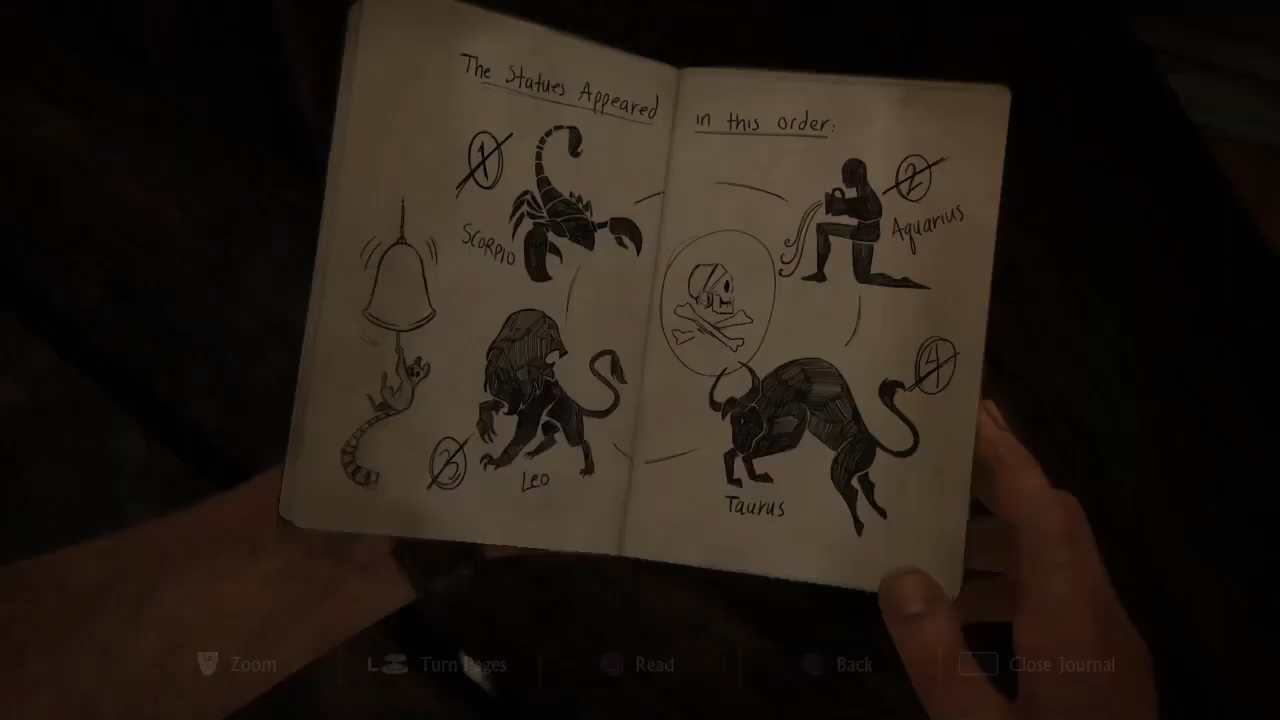 The Statues Appeared
in this order:
1
SCORPIO
2
Aquarius
3
Leo
4
Taurus
Zoom
L Turn Pages
Read
Back
Close Journal